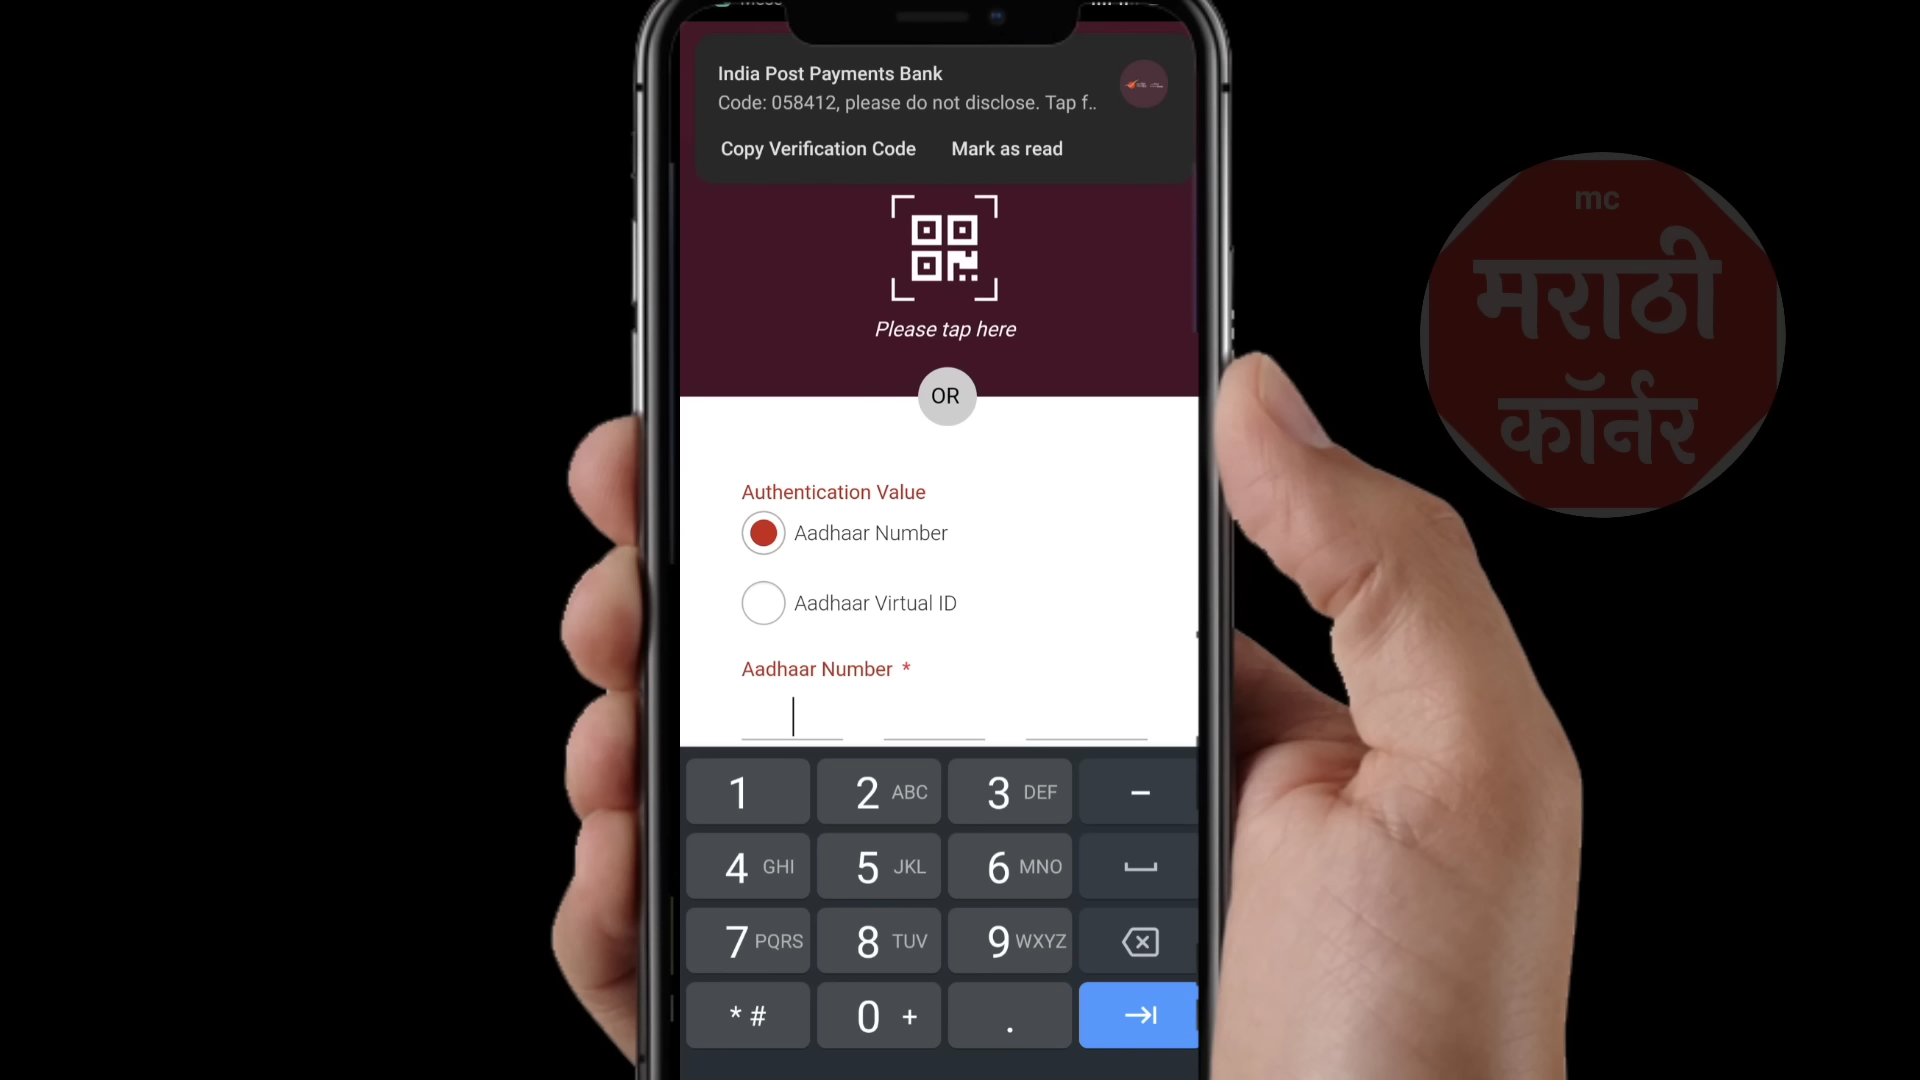 India Post Payments Bank
Code: 058412, please do not disclose. Tap f..
Copy Verification Code Mark as read
Please tap here
OR
Authentication Value
Aadhaar Number
Aadhaar Virtual ID
Aadhaar Number *
1 2 ABC 3 DEF –
4 GHI 5 JKL 6 MNO
7 PQRS 8 TUV 9 WXYZ
* # 0 + .
mc
मराठी
कॉर्नर